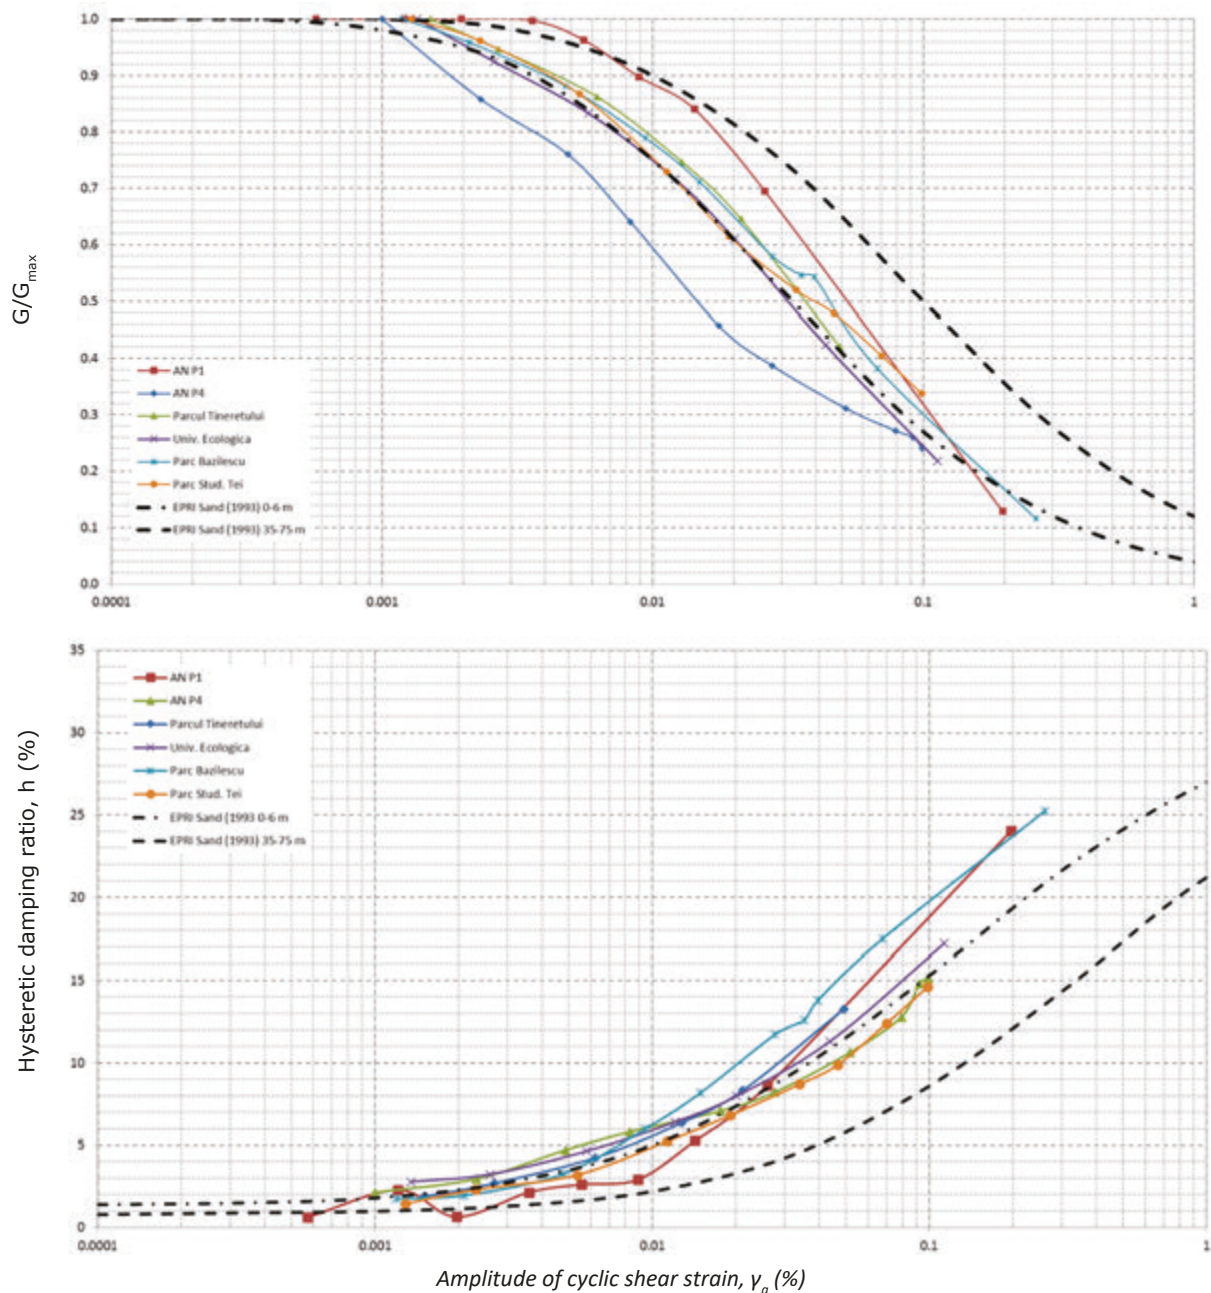 1.0
0.9
0.8
0.7
0.6
0.5
0.4
0.3
0.2
0.1
0.0
G/Gmax
AN P1
AN P4
Parcul Tineretului
Univ. Ecologica
Parc Bazilescu
Parc Stud. Tei
EPRI Sand (1993) 0-6 m
EPRI Sand (1993) 35-75 m
0.0001 0.001 0.01 0.1 1
35
30
25
20
15
10
5
0
Hysteretic damping ratio, h (%)
AN P1
AN P4
Parcul Tineretului
Univ. Ecologica
Parc Bazilescu
Parc Stud. Tei
EPRI Sand (1993 0-6 m
EPRI Sand (1993) 35-75 m
0.0001 0.001 0.01 0.1 1
Amplitude of cyclic shear strain, γa (%)